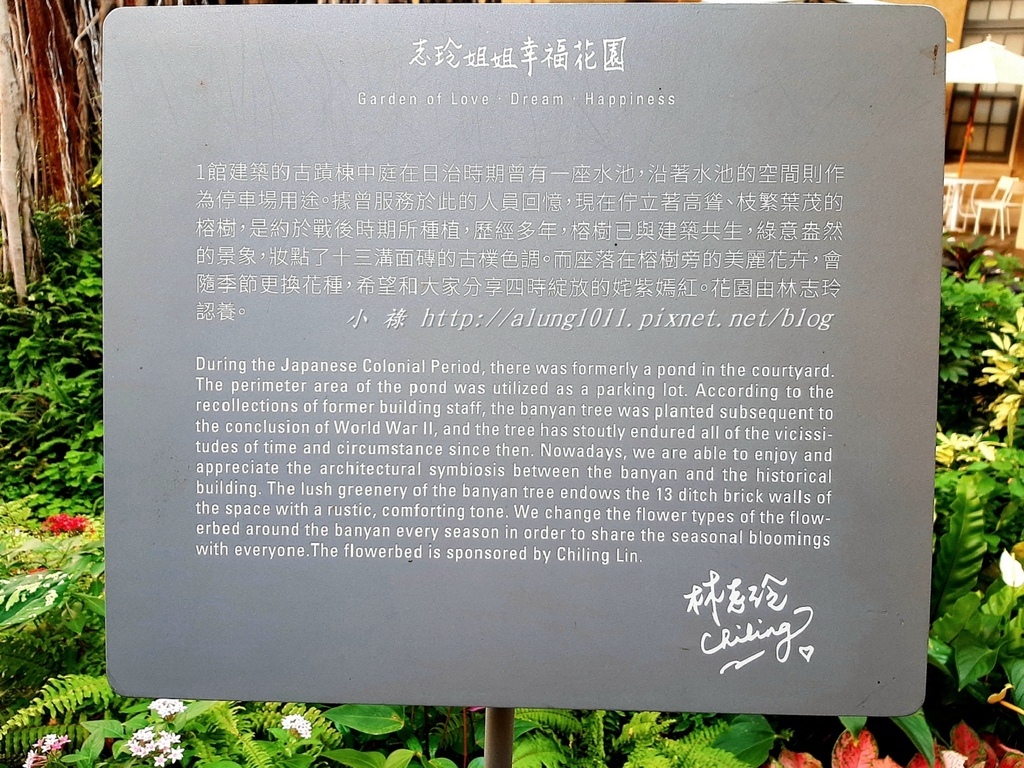 志玲姐姐幸福花園
Garden of Love · Dream · Happiness
1館建築的古蹟棟中庭在日治時期曾有一座水池，沿著水池的空間則作
為停車場用途。據曾服務於此的人員回憶，現在佇立著高聳、枝繁葉茂的
榕樹，是約於戰後時期所種植，歷經多年，榕樹已與建築共生，綠意盎然
的景象，妝點了十三溝面磚的古樸色調。而座落在榕樹旁的美麗花卉，會
隨季節更換花種，希望和大家分享四時綻放的姹紫嫣紅。花園由林志玲
認養。
小 祿 http://alung1011.pixnet.net/blog
During the Japanese Colonial Period, there was formerly a pond in the courtyard.
The perimeter area of the pond was utilized as a parking lot. According to the
recollections of former building staff, the banyan tree was planted subsequent to
the conclusion of World War II, and the tree has stoutly endured all of the vicissi-
tudes of time and circumstance since then. Nowadays, we are able to enjoy and
appreciate the architectural symbiosis between the banyan and the historical
building. The lush greenery of the banyan tree endows the 13 ditch brick walls of
the space with a rustic, comforting tone. We change the flower types of the flow-
erbed around the banyan every season in order to share the seasonal bloomings
with everyone.The flowerbed is sponsored by Chiling Lin.
林志玲
Chiling